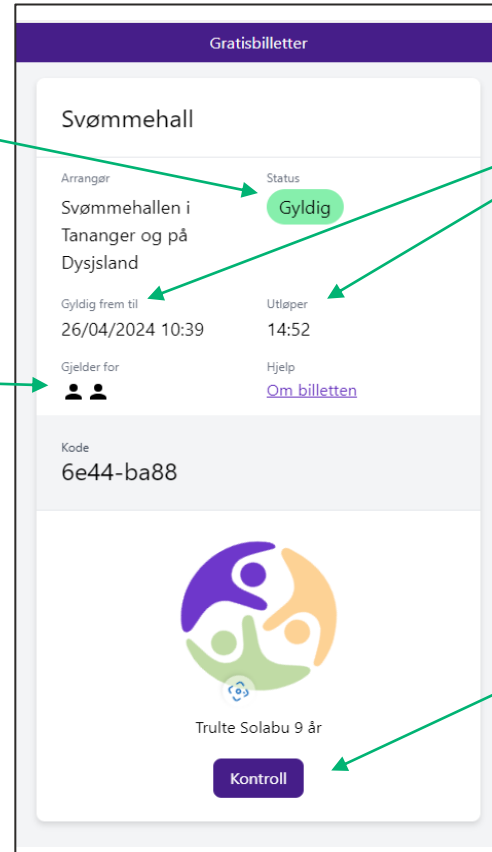 Gratisbilletter
Svømmehall
Arrangør
Status
Svømmehallen i
Tananger og på
Dysjsland
Gyldig
Gyldig frem til
Utløper
26/04/2024 10:39
14:52
Gjelder for
Hjelp
Om billetten
Kode
6e44-ba88
Trulte Solabu 9 år
Kontroll